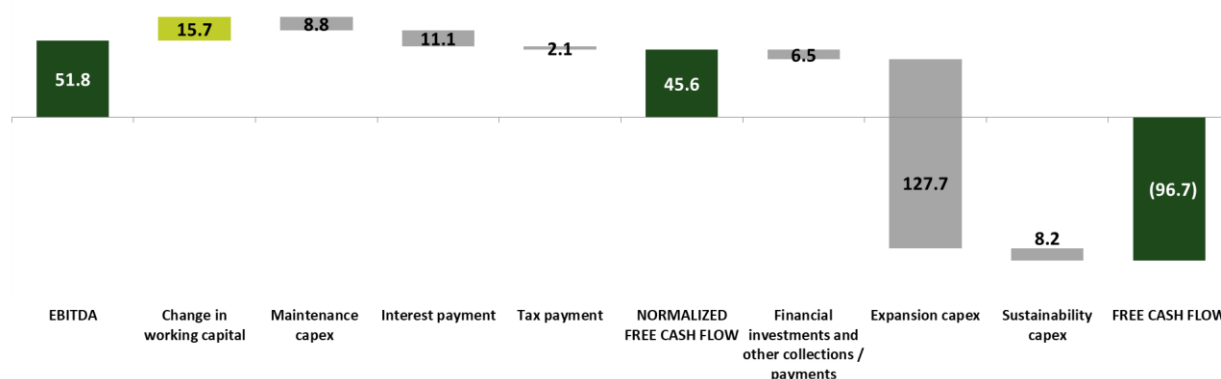 15.7
8.8
11.1
2.1
6.5
51.8
45.6
127.7
(96.7)
8.2
EBITDA
Change in
working capital
Maintenance
capex
Interest payment
Tax payment
NORMALIZED
FREE CASH FLOW
Financial
investments and
other collections /
payments
Expansion capex
Sustainability
capex
FREE CASH FLOW